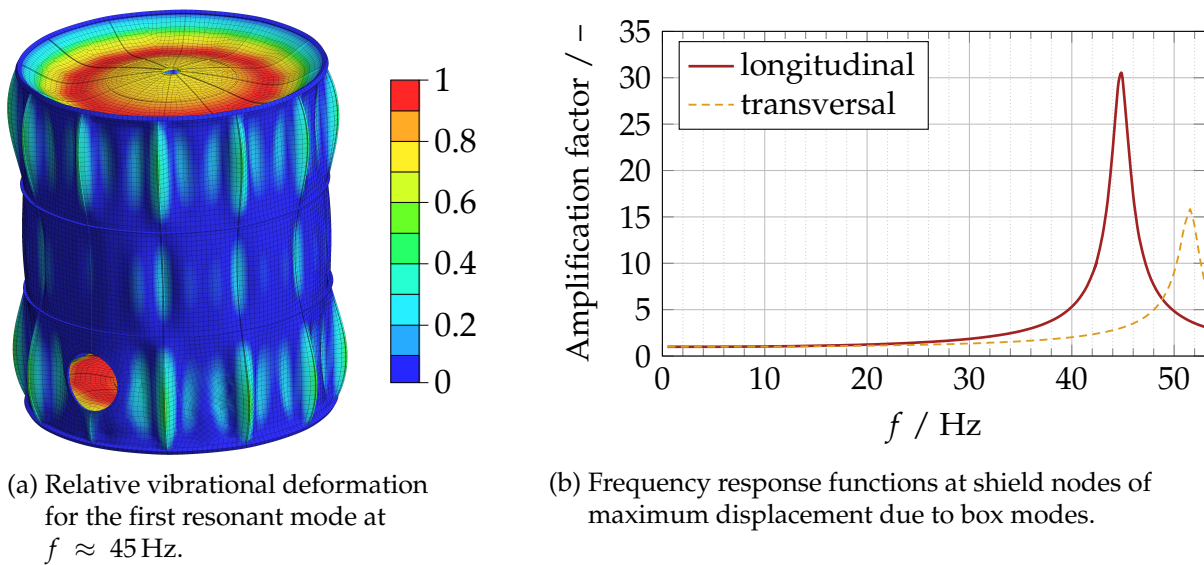 1
0.8
0.6
0.4
0.2
0
Amplification factor / –
35
30
25
20
15
10
5
0
longitudinal
transversal
0 10 20 30 40 50
f / Hz
(a) Relative vibrational deformation
for the first resonant mode at
f ≈ 45 Hz.
(b) Frequency response functions at shield nodes of
maximum displacement due to box modes.